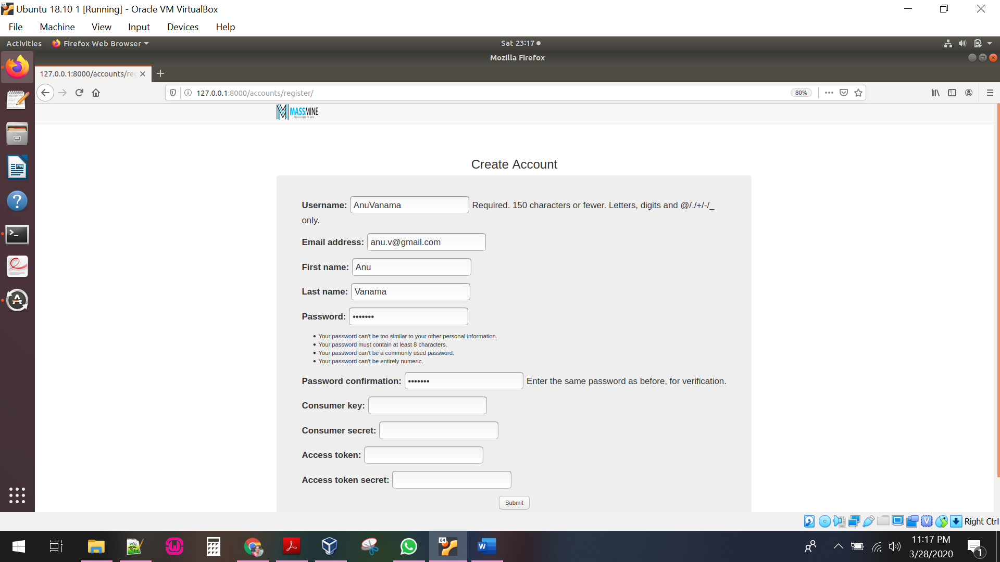 Ubuntu 18.10 1 [Running] - Oracle VM VirtualBox
File Machine View Input Devices Help
Activities Firefox Web Browser Sat 23:17
Mozilla Firefox
127.0.0.1:8000/accounts/reg
127.0.0.1:8000/accounts/register/ 80%
MASSMINE
YOUR ACCESS TO DATA
Create Account
Username: AnuVanama Required. 150 characters or fewer. Letters, digits and @/./+/-/_
only.
Email address: anu.v@gmail.com
First name: Anu
Last name: Vanama
Password: •••••••
• Your password can't be too similar to your other personal information.
• Your password must contain at least 8 characters.
• Your password can't be a commonly used password.
• Your password can't be entirely numeric.
Password confirmation: ••••••• Enter the same password as before, for verification.
Consumer key:
Consumer secret:
Access token:
Access token secret:
Submit
Right Ctrl
11:17 PM
3/28/2020
1